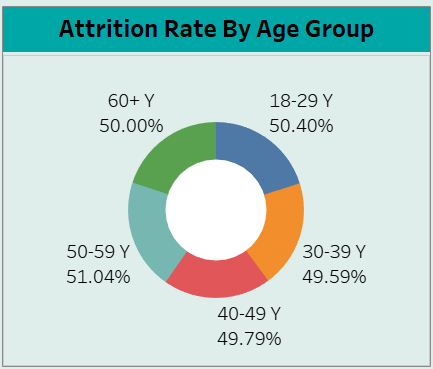 Attrition Rate By Age Group
60+ Y
50.00%
18-29 Y
50.40%
50-59 Y
51.04%
30-39 Y
49.59%
40-49 Y
49.79%